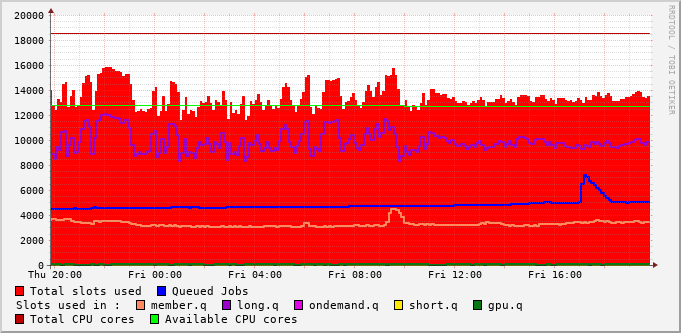 20000
18000
16000
14000
12000
10000
8000
6000
4000
2000
0
Thu 20:00 Fri 00:00 Fri 04:00 Fri 08:00 Fri 12:00 Fri 16:00
RRDTOOL / TOBI OETIKER
Total slots used Queued Jobs
Slots used in : member.q long.q ondemand.q short.q gpu.q
Total CPU cores Available CPU cores